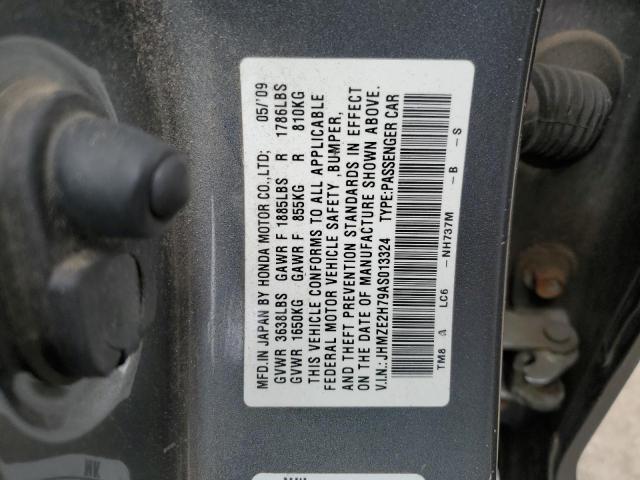 MFD.IN JAPAN BY HONDA MOTOR CO.,LTD; 05/'09
GVWR 3638LBS GAWR F 1885LBS R 1786LBS
GVWR 1650KG GAWR F 855KG R 810KG
THIS VEHICLE CONFORMS TO ALL APPLICABLE
FEDERAL MOTOR VEHICLE SAFETY ,BUMPER,
AND THEFT PREVENTION STANDARDS IN EFFECT
ON THE DATE OF MANUFACTURE SHOWN ABOVE.
V.I.N.:JHMZE2H79AS013324 TYPE:PASSENGER CAR
TM8 A LC6 -NH737M -B -S